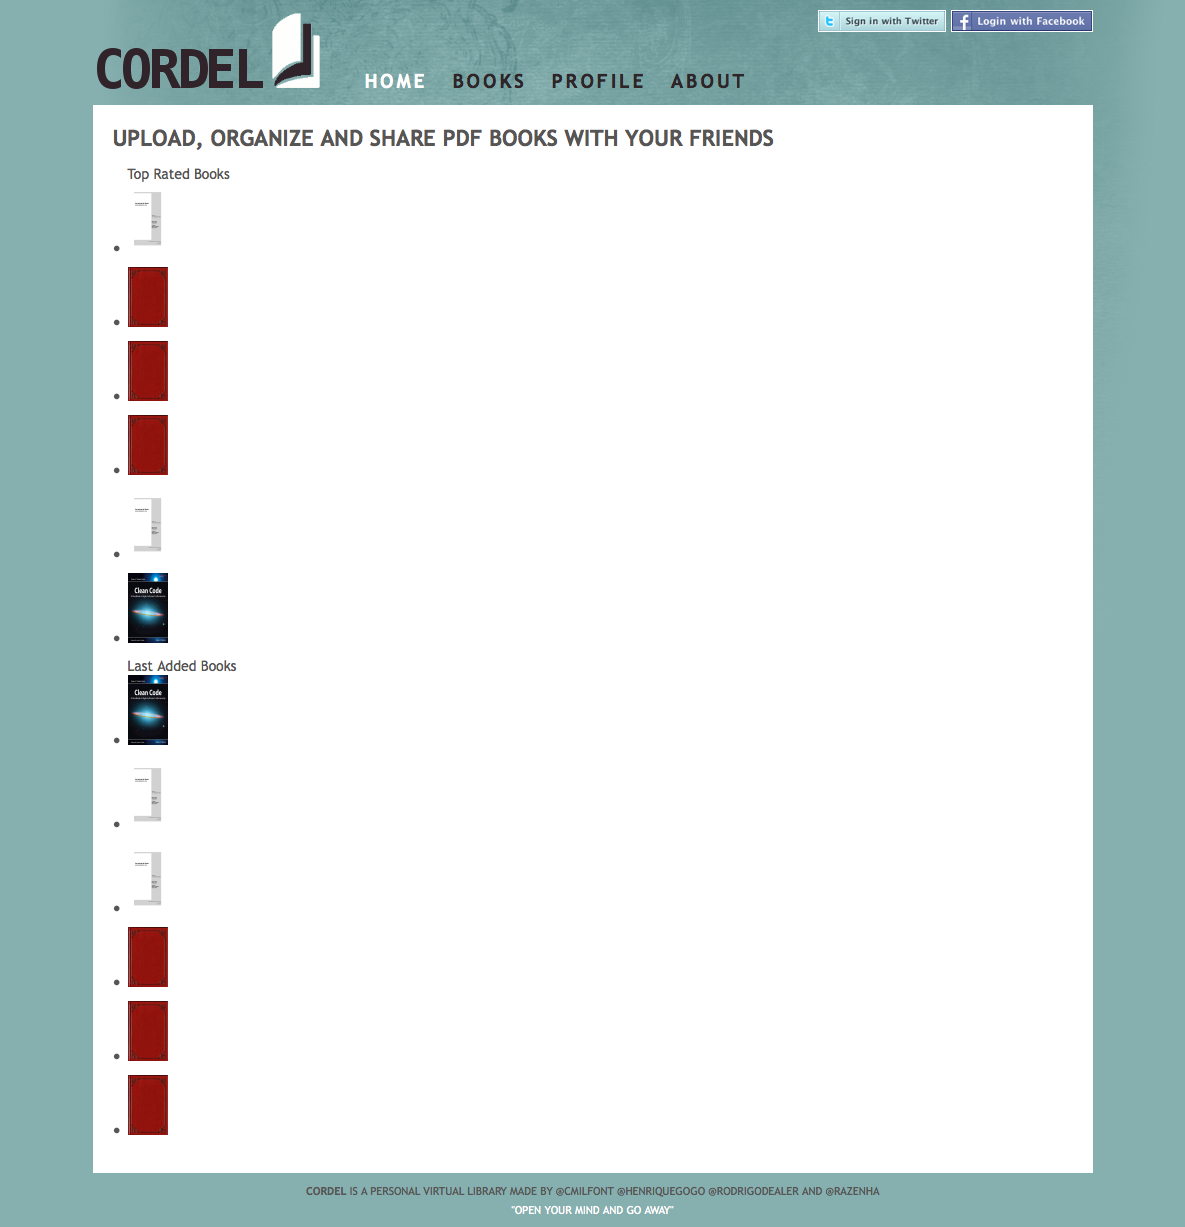 Sign in with Twitter
Login with Facebook
CORDEL
HOME BOOKS PROFILE ABOUT
UPLOAD, ORGANIZE AND SHARE PDF BOOKS WITH YOUR FRIENDS
Top Rated Books
Clean Code
Last Added Books
Clean Code
CORDEL IS A PERSONAL VIRTUAL LIBRARY MADE BY @CMILFONT @HENRIQUEGOGO @RODRIGODEALER AND @RAZENHA
"OPEN YOUR MIND AND GO AWAY"